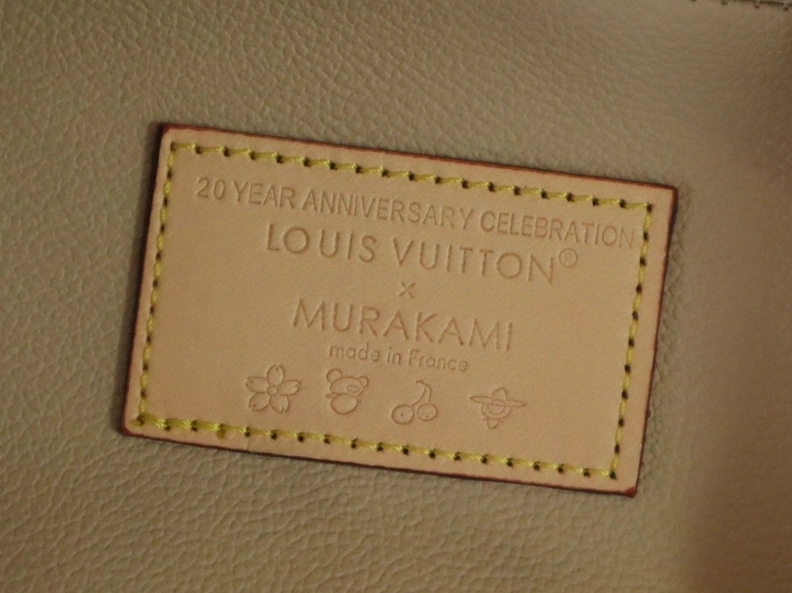 20 YEAR ANNIVERSARY CELEBRATION
LOUIS VUITTON®
×
MURAKAMI
made in France